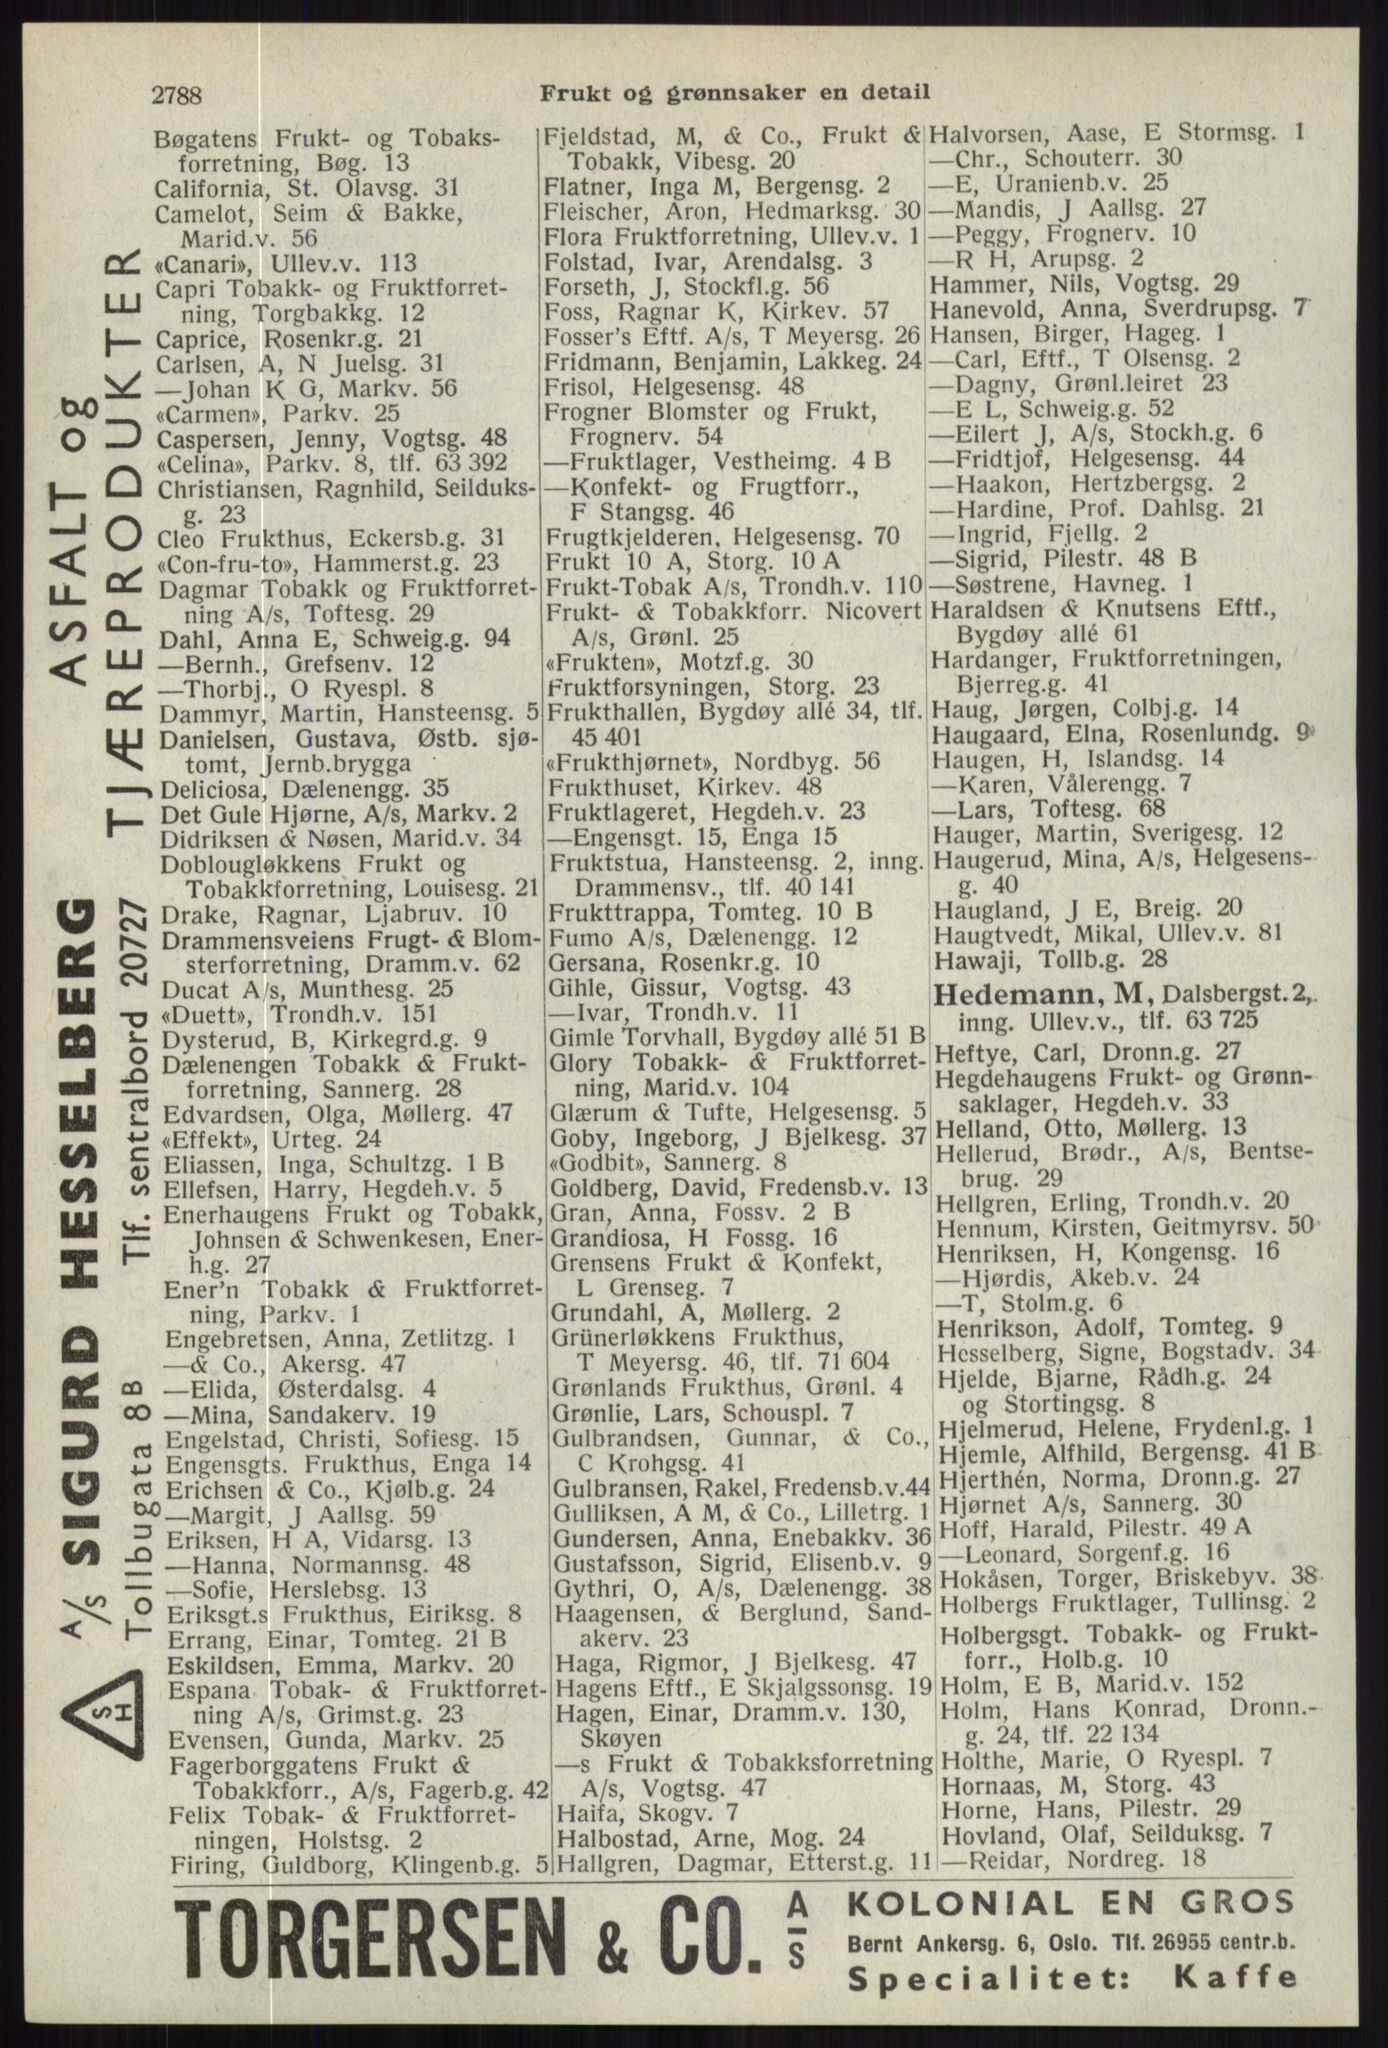 2788
Frukt og grønnsaker en detail
Bøgatens Frukt- og Tobaks-
forretning, Bøg. 13
California, St. Olavsg. 31
Camelot, Seim & Bakke,
Marid.v. 56
«Canari», Ullev.v. 113
Capri Tobakk- og Fruktforret-
ning, Torgbakkg. 12
Caprice, Rosenkr.g. 21
Carlsen, A, N Juelsg. 31
—Johan K G, Markv. 56
«Carmen», Parkv. 25
Caspersen, Jenny, Vogtsg. 48
«Celina», Parkv. 8, tlf. 63 392
Christiansen, Ragnhild, Seilduks-
g. 23
Cleo Frukthus, Eckersb.g. 31
«Con-fru-to», Hammerst.g. 23
Dagmar Tobakk og Fruktforret-
ning A/s, Toftesg. 29
Dahl, Anna E, Schweig.g. 94
—Bernh., Grefsenv. 12
—Thorbj., O Ryespl. 8
Dammyr, Martin, Hansteensg. 5
Danielsen, Gustava, Østb. sjø-
tomt, Jernb.brygga
Deliciosa, Dælenengg. 35
Det Gule Hjørne, A/s, Markv. 2
Didriksen & Nøsen, Marid.v. 34
Doblougløkkens Frukt og
Tobakkforretning, Louisesg. 21
Drake, Ragnar, Ljabruv. 10
Drammensveiens Frugt- & Blom-
sterforretning, Dramm.v. 62
Ducat A/s, Munthesg. 25
«Duett», Trondh.v. 151
Dysterud, B, Kirkegrd.g. 9
Dælenengen Tobakk & Frukt-
forretning, Sannerg. 28
Edvardsen, Olga, Møllerg. 47
«Effekt», Urteg. 24
Eliassen, Inga, Schultzg. 1 B
Ellefsen, Harry, Hegdeh.v. 5
Enerhaugens Frukt og Tobakk,
Johnsen & Schwenkesen, Ener-
h.g. 27
Ener'n Tobakk & Fruktforret-
ning, Parkv. 1
Engebretsen, Anna, Zetlitzg. 1
—& Co., Akersg. 47
—Elida, Østerdalsg. 4
—Mina, Sandakerv. 19
Engelstad, Christi, Sofiesg. 15
Engensgts. Frukthus, Enga 14
Erichsen & Co., Kjølb.g. 24
—Margit, J Aallsg. 59
Eriksen, H A, Vidarsg. 13
—Hanna, Normannsg. 48
—Sofie, Herslebsg. 13
Eriksgt.s Frukthus, Eiriksg. 8
Errang, Einar, Tomteg. 21 B
Eskildsen, Emma, Markv. 20
Espana Tobak- & Fruktforret-
ning A/s, Grimst.g. 23
Evensen, Gunda, Markv. 25
Fagerborggatens Frukt &
Tobakkforr., A/s, Fagerb.g. 42
Felix Tobak- & Fruktforret-
ningen, Holstsg. 2
Firing, Guldborg, Klingenb.g. 5
Fjeldstad, M, & Co., Frukt &
Tobakk, Vibesg. 20
Flatner, Inga M, Bergensg. 2
Fleischer, Aron, Hedmarksg. 30
Flora Fruktforretning, Ullev.v. 1
Folstad, Ivar, Arendalsg. 3
Forseth, J, Stockfl.g. 56
Foss, Ragnar K, Kirkev. 57
Fosser's Eftf. A/s, T Meyersg. 26
Fridmann, Benjamin, Lakkeg. 24
Frisol, Helgesensg. 48
Frogner Blomster og Frukt,
Frognerv. 54
—Fruktlager, Vestheimg. 4 B
—Konfekt- og Frugtforr.,
F Stangsg. 46
Frugtkjelderen, Helgesensg. 70
Frukt 10 A, Storg. 10 A
Frukt-Tobak A/s, Trondh.v. 110
Frukt- & Tobakkforr. Nicovert
A/s, Grønl. 25
«Frukten», Motzf.g. 30
Fruktforsyningen, Storg. 23
Frukthallen, Bygdøy allé 34, tlf.
45 401
«Frukthjørnet», Nordbyg. 56
Frukthuset, Kirkev. 48
Fruktlageret, Hegdeh.v. 23
—Engensgt. 15, Enga 15
Fruktstua, Hansteensg. 2, inng.
Drammensv., tlf. 40 141
Frukttrappa, Tomteg. 10 B
Fumo A/s, Dælenengg. 12
Gersana, Rosenkr.g. 10
Gihle, Gissur, Vogtsg. 43
—Ivar, Trondh.v. 11
Gimle Torvhall, Bygdøy allé 51 B
Glory Tobakk- & Fruktforret-
ning, Marid.v. 104
Glærum & Tufte, Helgesensg. 5
Goby, Ingeborg, J Bjelkesg. 37
«Godbit», Sannerg. 8
Goldberg, David, Fredensb.v. 13
Gran, Anna, Fossv. 2 B
Grandiosa, H Fossg. 16
Grensens Frukt & Konfekt,
L Grenseg. 7
Grundahl, A, Møllerg. 2
Grünerløkkens Frukthus,
T Meyersg. 46, tlf. 71 604
Grønlands Frukthus, Grønl. 4
Grønlie, Lars, Schouspl. 7
Gulbrandsen, Gunnar, & Co.,
C Krohgsg. 41
Gulbransen, Rakel, Fredensb.v.44
Gulliksen, A M, & Co., Lilletrg. 1
Gundersen, Anna, Enebakkv. 36
Gustafsson, Sigrid, Elisenb.v. 9
Gythri, O, A/s, Dælenengg. 38
Haagensen, & Berglund, Sand-
akerv. 23
Haga, Rigmor, J Bjelkesg. 47
Hagens Eftf., E Skjalgssonsg. 19
Hagen, Einar, Dramm.v. 130,
Skøyen
—s Frukt & Tobakksforretning
A/s, Vogtsg. 47
Haifa, Skogv. 7
Halbostad, Arne, Mog. 24
Hallgren, Dagmar, Etterst.g. 11
Halvorsen, Aase, E Stormsg. 1
—Chr., Schouterr. 30
—E, Uranienb.v. 25
—Mandis, J Aallsg. 27
—Peggy, Frognerv. 10
—R H, Arupsg. 2
Hammer, Nils, Vogtsg. 29
Hanevold, Anna, Sverdrupsg. 7
Hansen, Birger, Hageg. 1
—Carl, Eftf., T Olsensg. 2
—Dagny, Grønl.leiret 23
—E L, Schweig.g. 52
—Eilert J, A/s, Stockh.g. 6
—Fridtjof, Helgesensg. 44
—Haakon, Hertzbergsg. 2
—Hardine, Prof. Dahlsg. 21
—Ingrid, Fjellg. 2
—Sigrid, Pilestr. 48 B
—Søstrene, Havneg. 1
Haraldsen & Knutsens Eftf.,
Bygdøy allé 61
Hardanger, Fruktforretningen,
Bjerreg.g. 41
Haug, Jørgen, Colbj.g. 14
Haugaard, Elna, Rosenlundg. 9
Haugen, H, Islandsg. 14
—Karen, Vålerengg. 7
—Lars, Toftesg. 68
Hauger, Martin, Sverigesg. 12
Haugerud, Mina, A/s, Helgesens-
g. 40
Haugland, J E, Breig. 20
Haugtvedt, Mikal, Ullev.v. 81
Hawaji, Tollb.g. 28
Hedemann, M, Dalsbergst. 2,
inng. Ullev.v., tlf. 63 725
Heftye, Carl, Dronn.g. 27
Hegdehaugens Frukt- og Grønn-
saklager, Hegdeh.v. 33
Helland, Otto, Møllerg. 13
Hellerud, Brødr., A/s, Bentse-
brug. 29
Hellgren, Erling, Trondh.v. 20
Hennum, Kirsten, Geitmyrsv. 50
Henriksen, H, Kongensg. 16
—Hjørdis, Åkeb.v. 24
—T, Stolm.g. 6
Henrikson, Adolf, Tomteg. 9
Hesselberg, Signe, Bogstadv. 34
Hjelde, Bjarne, Rådh.g. 24
og Stortingsg. 8
Hjelmerud, Helene, Frydenl.g. 1
Hjemle, Alfhild, Bergensg. 41 B
Hjerthén, Norma, Dronn.g. 27
Hjørnet A/s, Sannerg. 30
Hoff, Harald, Pilestr. 49 A
—Leonard, Sorgenf.g. 16
Hokåsen, Torger, Briskebyv. 38
Holbergs Fruktlager, Tullinsg. 2
Holbergsgt. Tobakk- og Frukt-
forr., Holb.g. 10
Holm, E B, Marid.v. 152
Holm, Hans Konrad, Dronn.-
g. 24, tlf. 22 134
Holthe, Marie, O Ryespl. 7
Hornaas, M, Storg. 43
Horne, Hans, Pilestr. 29
Hovland, Olaf, Seilduksg. 7
—Reidar, Nordreg. 18
SH
A/s SIGURD HESSELBERG
Tollbugata 8B Tlf. sentralbord 20727
ASFALT og
TJÆREPRODUKTER
TORGERSEN & CO. A/S
KOLONIAL EN GROS
Bernt Ankersg. 6, Oslo. Tlf. 26955 centr.b.
Specialitet: Kaffe